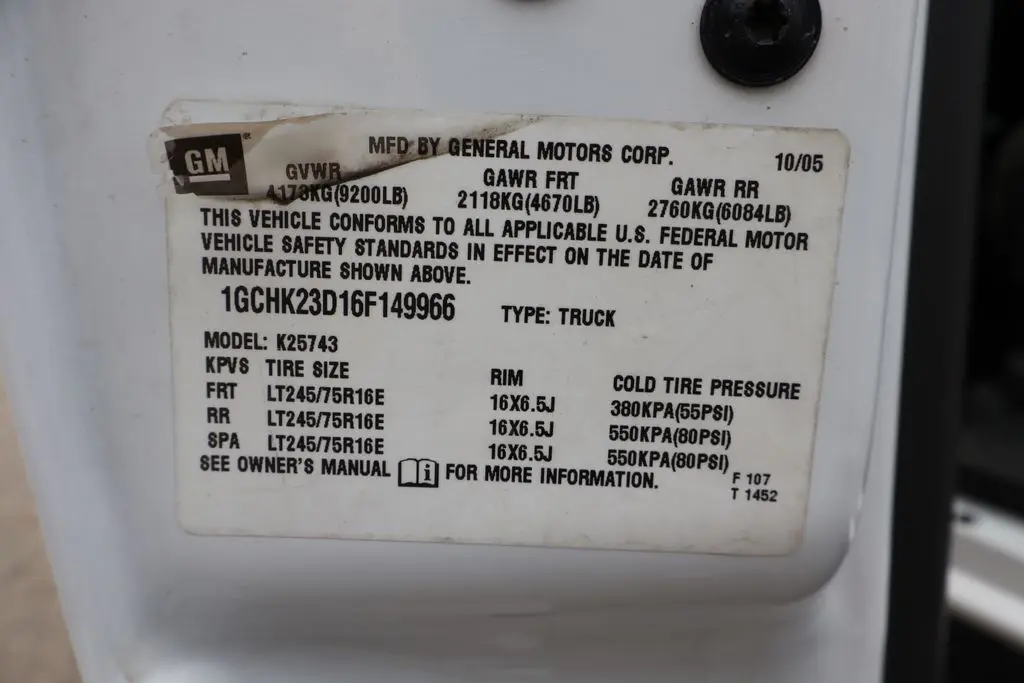 GM®
MFD BY GENERAL MOTORS CORP. 10/05
GVWR GAWR FRT GAWR RR
4173KG(9200LB) 2118KG(4670LB) 2760KG(6084LB)
THIS VEHICLE CONFORMS TO ALL APPLICABLE U.S. FEDERAL MOTOR
VEHICLE SAFETY STANDARDS IN EFFECT ON THE DATE OF
MANUFACTURE SHOWN ABOVE.
1GCHK23D16F149966 TYPE: TRUCK
MODEL: K25743
KPVS TIRE SIZE RIM COLD TIRE PRESSURE
FRT LT245/75R16E 16X6.5J 380KPA(55PSI)
RR LT245/75R16E 16X6.5J 550KPA(80PSI)
SPA LT245/75R16E 16X6.5J 550KPA(80PSI)
SEE OWNER'S MANUAL i FOR MORE INFORMATION.
F 107
T 1452